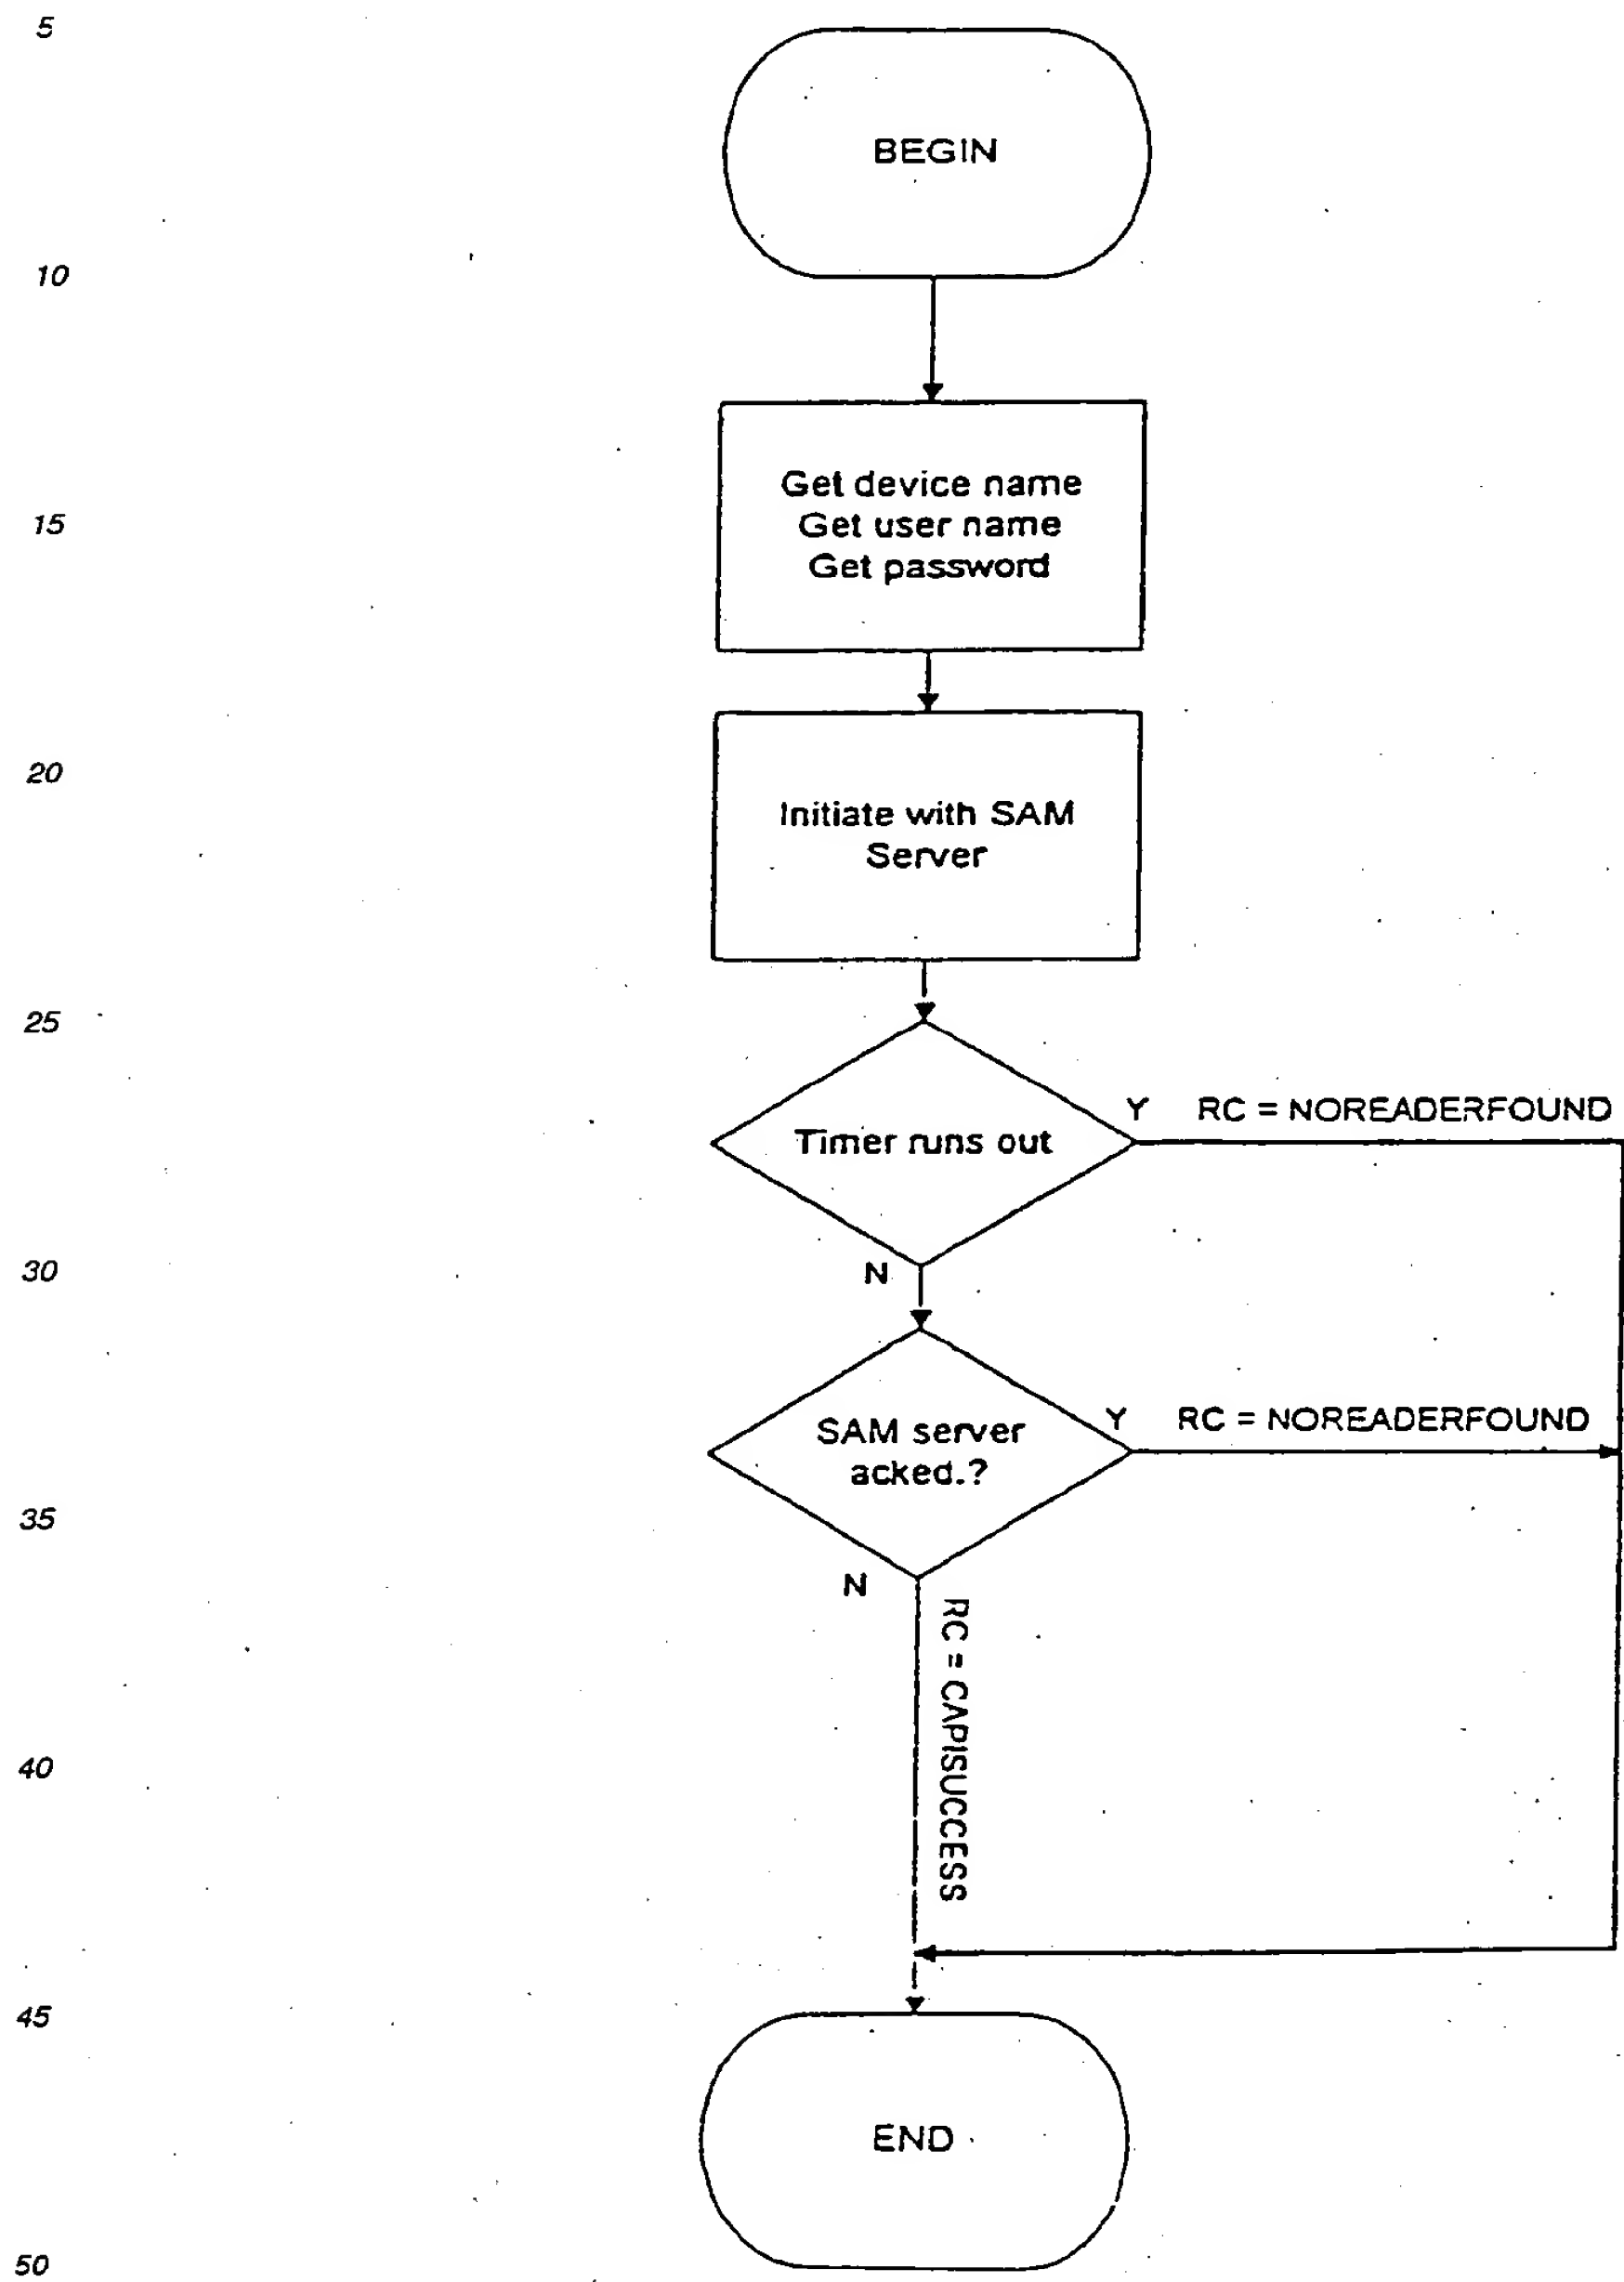 5
BEGIN
10
Get device name
15
Get user name
Get password
20
Initiate with SAM
Server
25
Y RC = NOREADERFOUND
Timer runs out
30
N
Y RC = NOREADERFOUND
SAM server
acked.?
35
N
RC = CAPISUCCESS
40
45
END
50